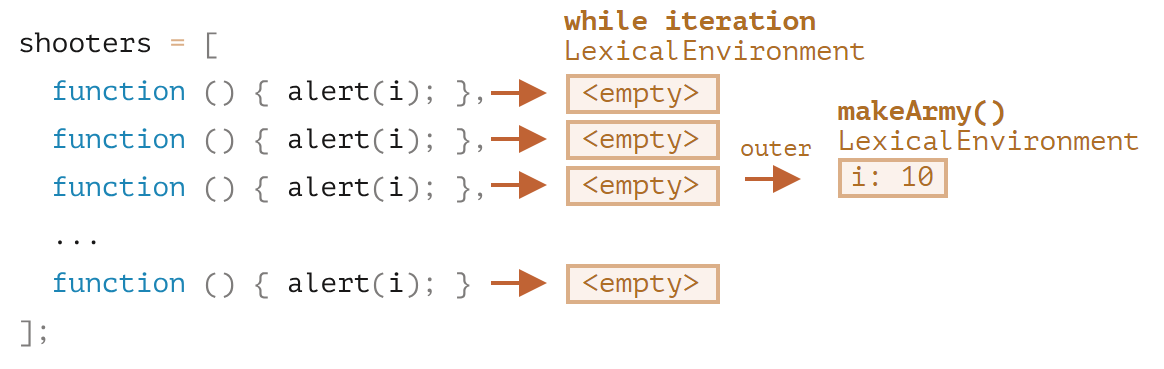 while iteration
LexicalEnvironment
shooters = [
function () { alert(i); }, <empty>
function () { alert(i); }, <empty>
function () { alert(i); }, <empty>
...
function () { alert(i); } <empty>
];
outer
makeArmy()
LexicalEnvironment
i: 10